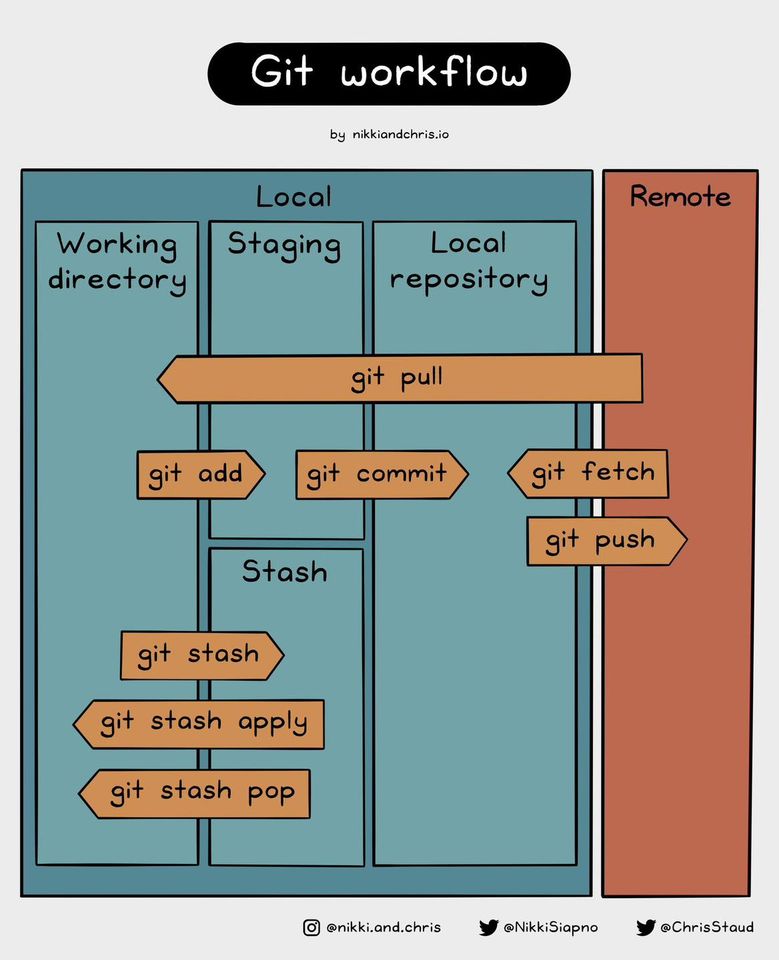 Git workflow
by nikkiandchris.io
Local
Remote
Working
directory
Staging
Local
repository
git pull
git add
git commit
git fetch
git push
Stash
git stash
git stash apply
git stash pop
@nikki.and.chris
@NikkiSiapno
@ChrisStaud